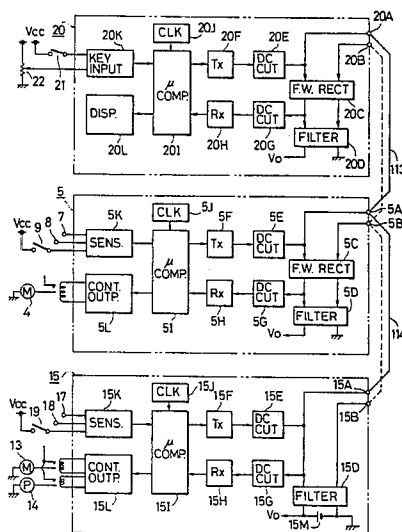 Vcc 20 20K CLK 20J 20F 20E 20A
KEY INPUT μ COMP. Tx DC CUT 20B
22 21 F.W. RECT 20C
DISP. Rx DC CUT FILTER 20D
20L 20I 20H 20G Vo 113
5 5A 5B
Vcc 9 8 7 5K CLK 5J 5F 5E
SENS. μ COMP. Tx DC CUT 5C
F.W. RECT
M 4 CONT. OUTP. Rx DC CUT 5D
FILTER
5L 5I 5H 5G Vo 114
15 15A
Vcc 19 18 17 15K CLK 15J 15F 15E 15B
SENS. μ COMP. Tx DC CUT
13 M CONT. OUTP. Rx DC CUT 15D
P 14 FILTER
15L 15I 15H 15G Vo 15M